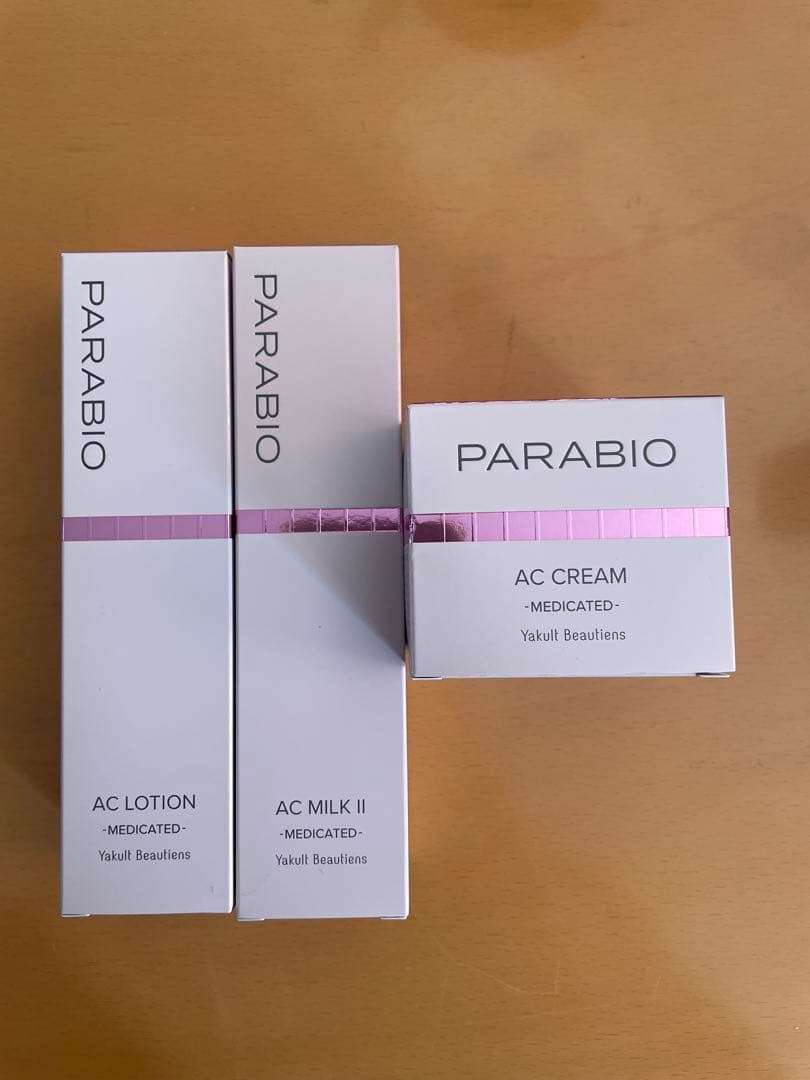 PARABIO
AC LOTION
-MEDICATED-
Yakult Beautiens
PARABIO
AC MILK II
-MEDICATED-
Yakult Beautiens
PARABIO
AC CREAM
-MEDICATED-
Yakult Beautiens